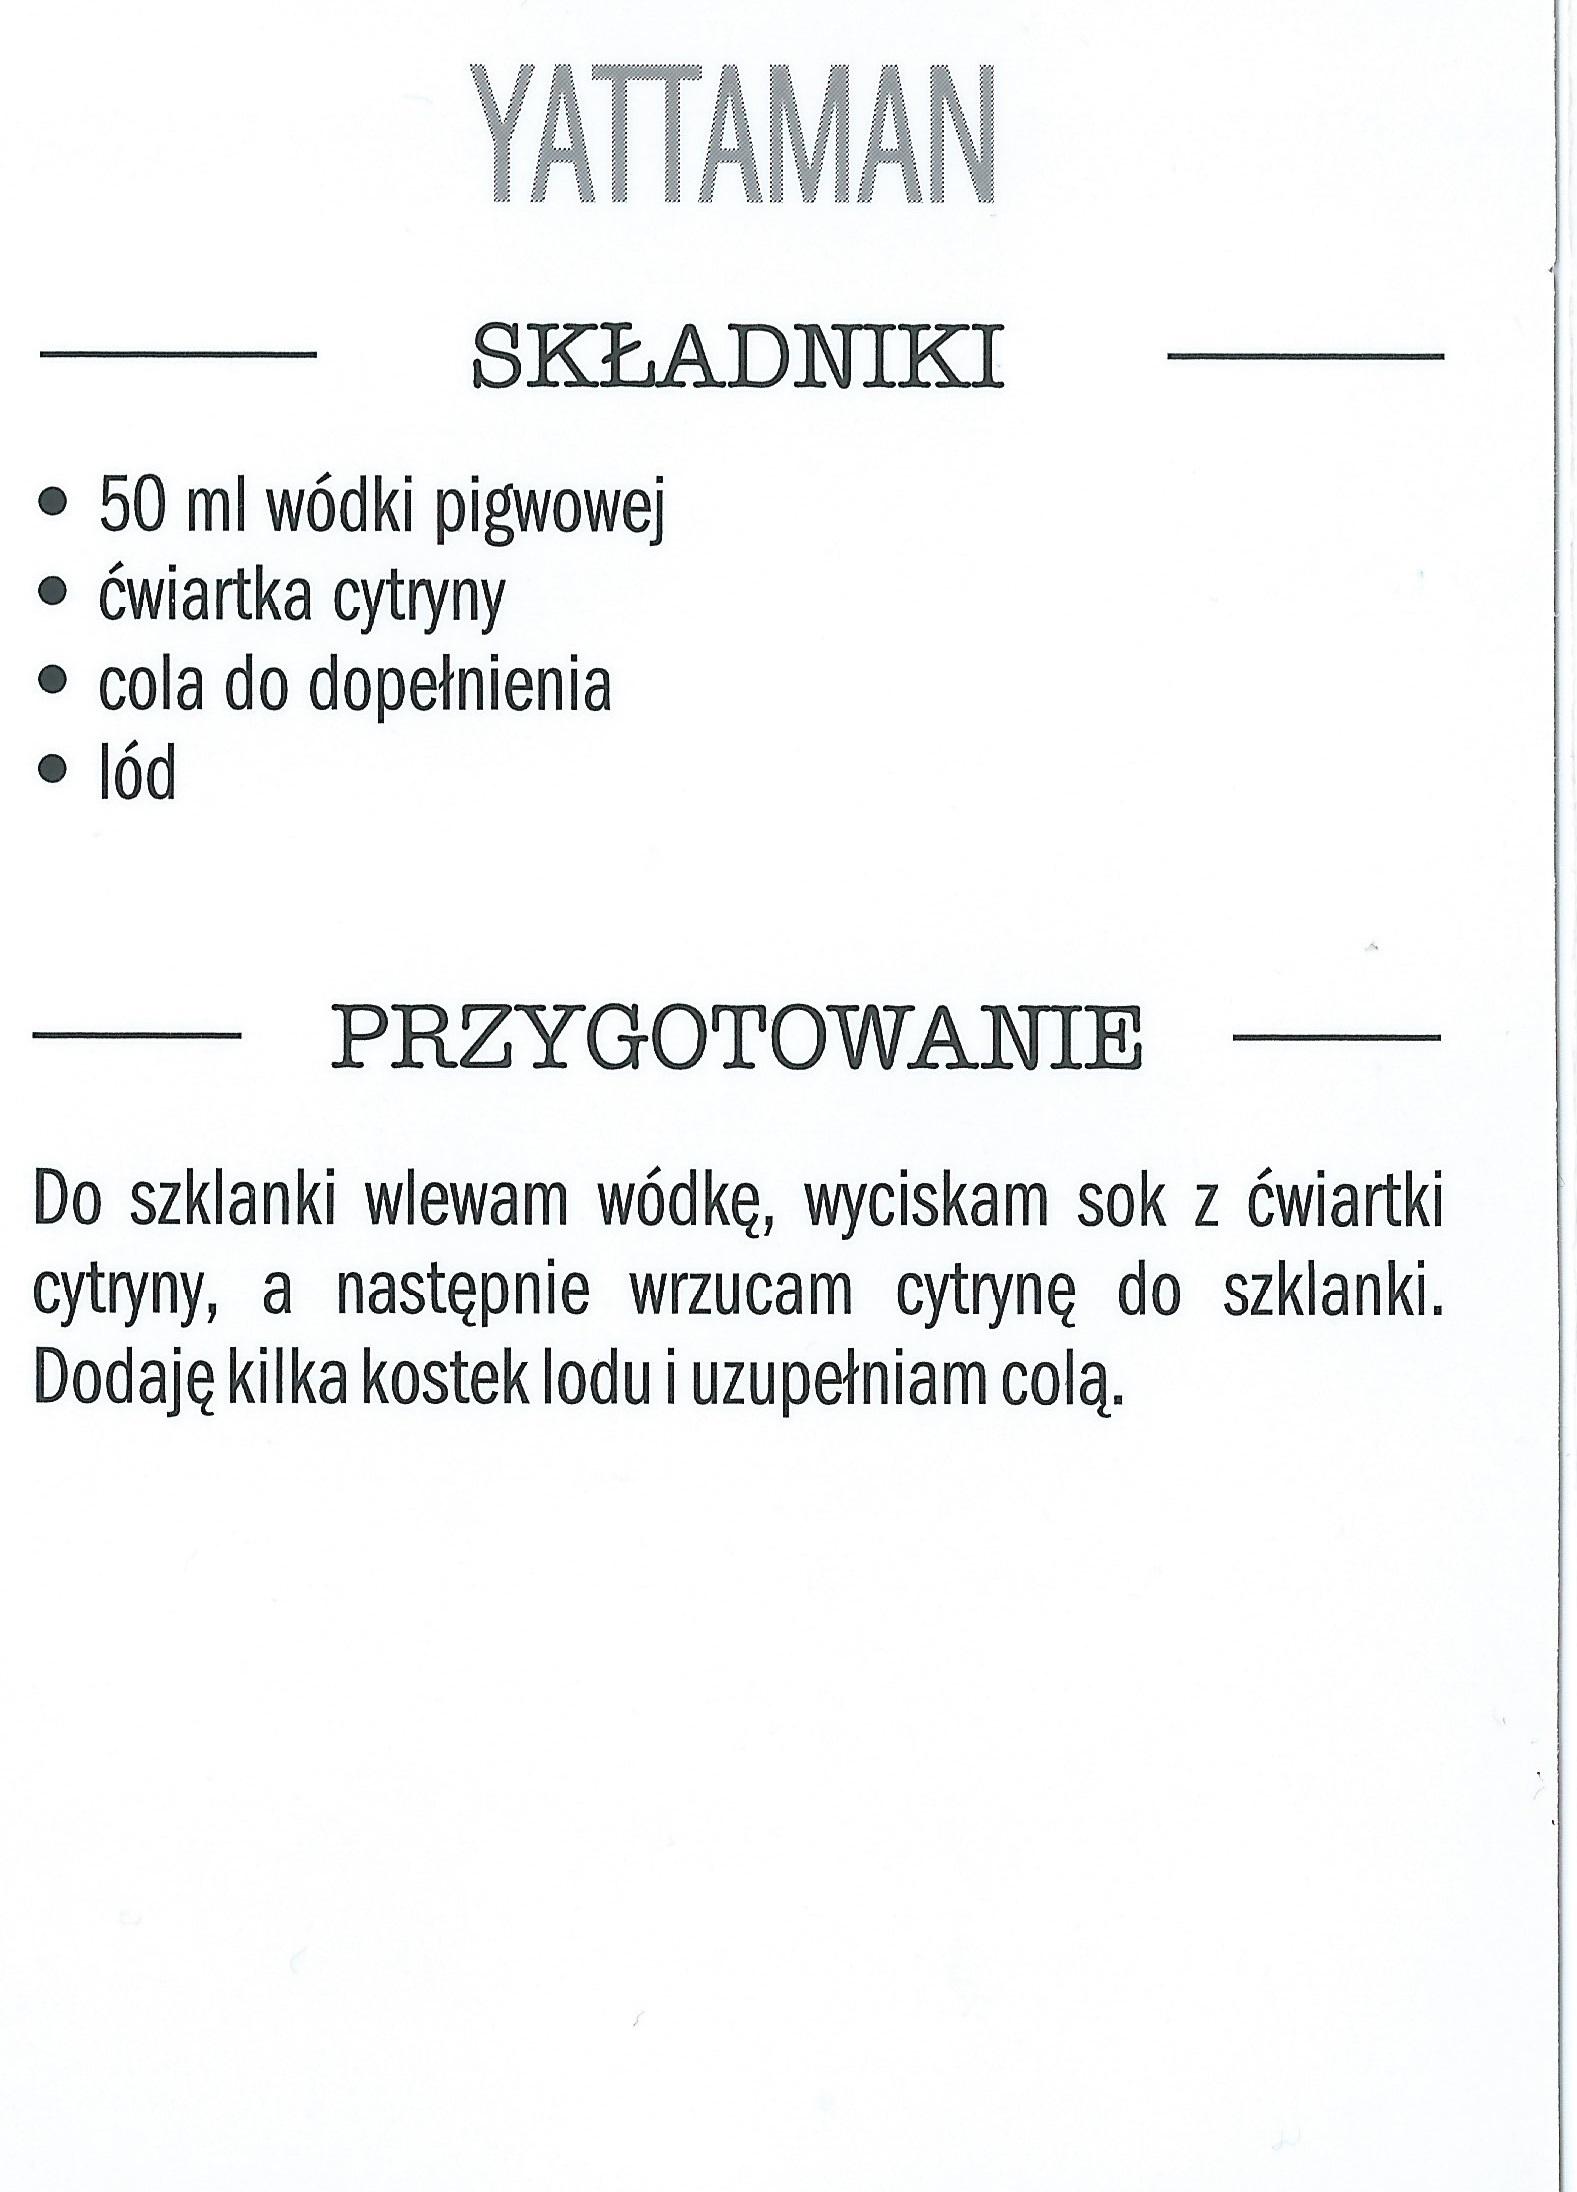 YATTAMAN
SKŁADNIKI
• 50 ml wódki pigwowej
• ćwiartka cytryny
• cola do dopełnienia
• lód
PRZYGOTOWANIE
Do szklanki wlewam wódkę, wyciskam sok z ćwiartki
cytryny, a następnie wrzucam cytrynę do szklanki.
Dodaję kilka kostek lodu i uzupełniam colą.